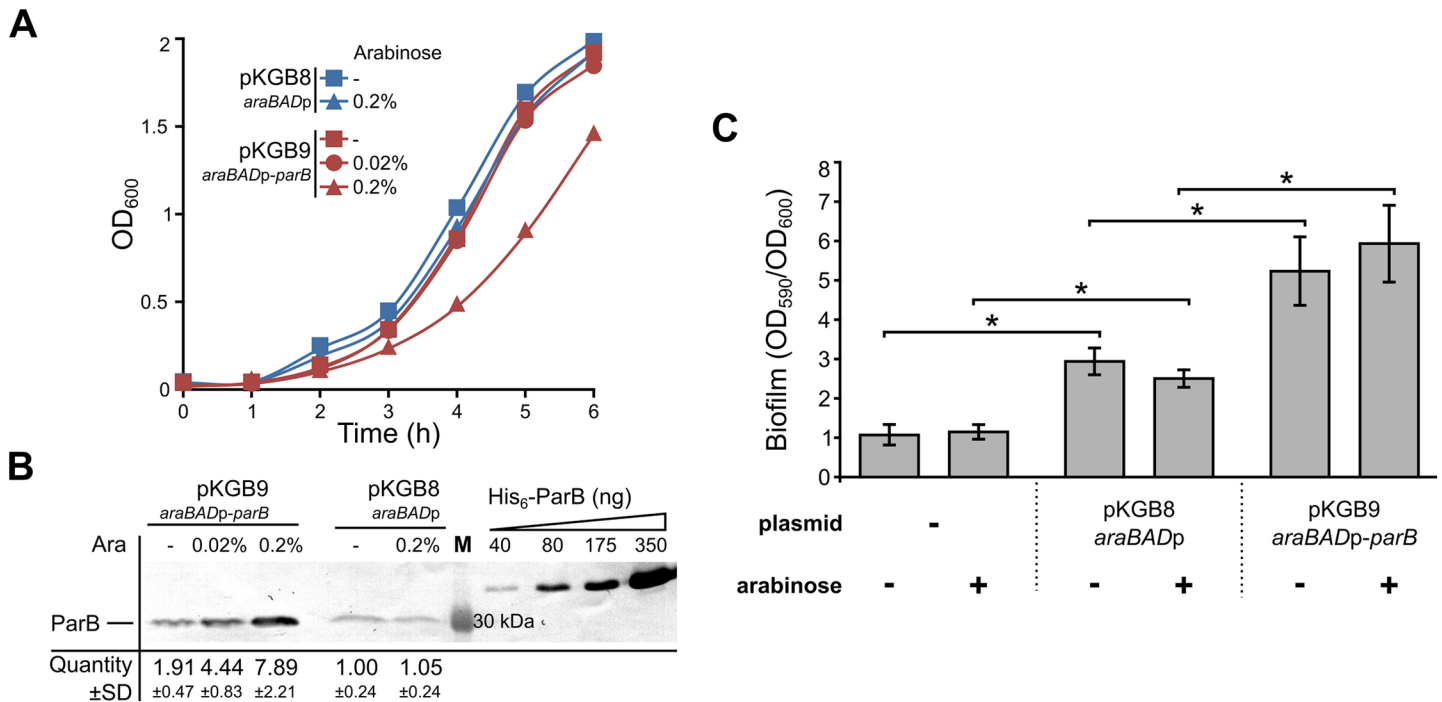 A
OD600
2
1.5
1
0.5
0
0 1 2 3 4 5 6
Time (h)
Arabinose
pKGB8 -
araBADp 0.2%
pKGB9 -
0.02%
araBADp-parB
0.2%
B
pKGB9 pKGB8 His6-ParB (ng)
araBADp-parB araBADp
Ara - 0.02% 0.2% - 0.2% M 40 80 175 350
ParB 30 kDa
Quantity 1.91 4.44 7.89 1.00 1.05
±SD ±0.47 ±0.83 ±2.21 ±0.24 ±0.24
C
Biofilm (OD590/OD600)
8
7
6
5
4
3
2
1
0
* * * *
plasmid - pKGB8 pKGB9
araBADp araBADp-parB
arabinose - + - + - +